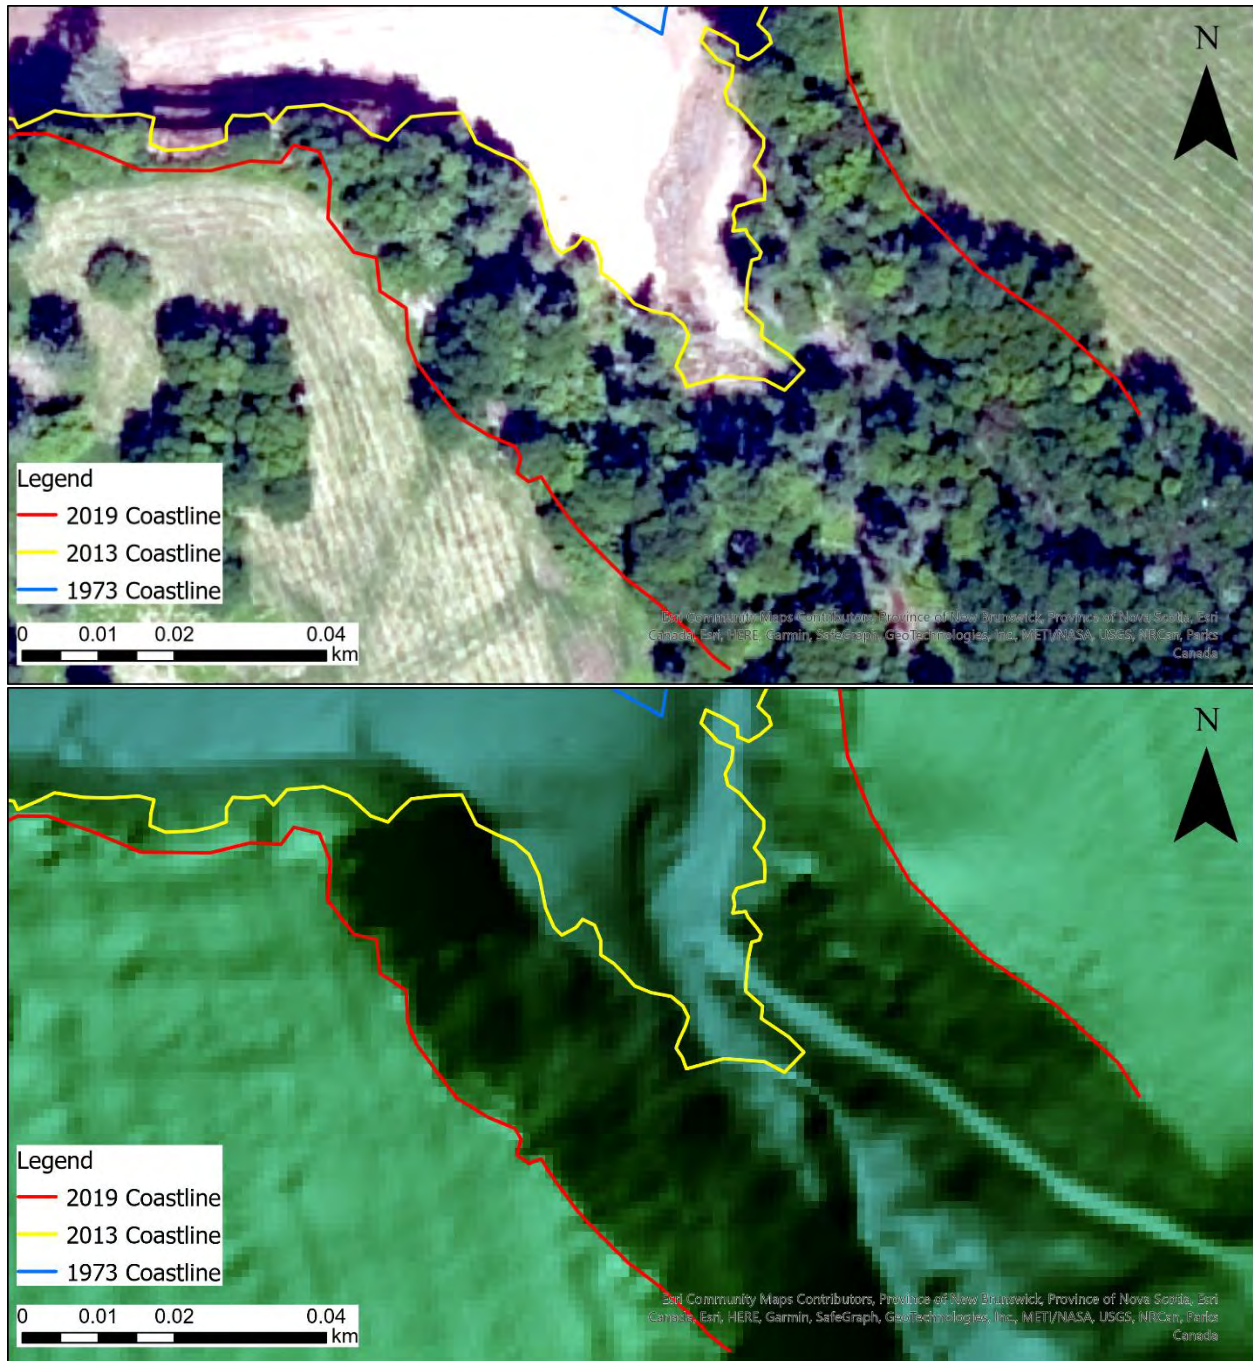 N
Legend
2019 Coastline
2013 Coastline
1973 Coastline
0 0.01 0.02 0.04
km
Esri Community Maps Contributors, Province of New Brunswick, Province of Nova Scotia, Esri
Canada, Esri, HERE, Garmin, SafeGraph, GeoTechnologies, Inc, METI/NASA, USGS, NRCan, Parks
Canada
N
Legend
2019 Coastline
2013 Coastline
1973 Coastline
0 0.01 0.02 0.04
km
Esri Community Maps Contributors, Province of New Brunswick, Province of Nova Scotia, Esri
Canada, Esri, HERE, Garmin, SafeGraph, GeoTechnologies, Inc, METI/NASA, USGS, NRCan, Parks
Canada